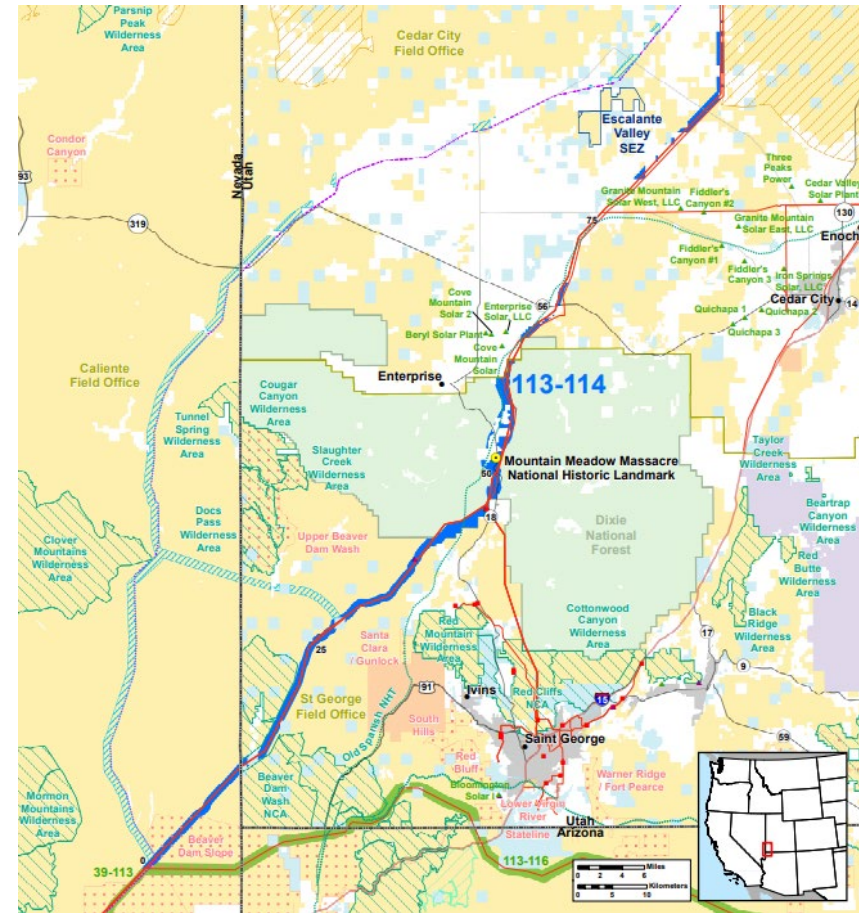 Parsnip
Peak
Wilderness
Area
Cedar City
Field Office
Condor
Canyon
93
319
Nevada
Utah
Escalante
Valley
SEZ
Three
Peaks
Power
Granite Mountain
Solar West, LLC
Fiddler's
Canyon #2
Cedar Valley
Solar Plant
130
75
Granite Mountain
Solar East, LLC
Enoch
Fiddler's
Canyon #1
Fiddler's
Canyon 3
Iron Springs
Solar, LLC
Cedar City
14
Cove
Mountain
Solar 2
Enterprise
Solar, LLC
56
Quichapa 1
Quichapa 2
Quichapa 3
Beryl Solar Plant
Cove
Mountain
Solar
Caliente
Field Office
Enterprise
113-114
Cougar
Canyon
Wilderness
Area
Tunnel
Spring
Wilderness
Area
Slaughter
Creek
Wilderness
Area
50
Mountain Meadow Massacre
National Historic Landmark
Taylor
Creek
Wilderness
Area
Beartrap
Canyon
Wilderness
Area
Docs
Pass
Wilderness
Area
18
Dixie
National
Forest
Clover
Mountains
Wilderness
Area
Upper Beaver
Dam Wash
Red
Butte
Wilderness
Area
Cottonwood
Canyon
Wilderness
Area
Black
Ridge
Wilderness
Area
25
Santa
Clara
/ Gunlock
Red
Mountain
Wilderness
Area
17
9
91
Ivins
Red Cliffs
NCA
15
St George
Field Office
Old Spanish NHT
South
Hills
Saint George
59
Red
Bluff
Mormon
Mountains
Wilderness
Area
Beaver
Dam
Wash
NCA
Bloomington
Solar I
Warner Ridge
/ Fort Pearce
Lower Virgin
River
Stateline
Utah
Arizona
Beaver
Dam Slope
0
39-113
113-116
0 2 4 6
Miles
0 5 10
Kilometers